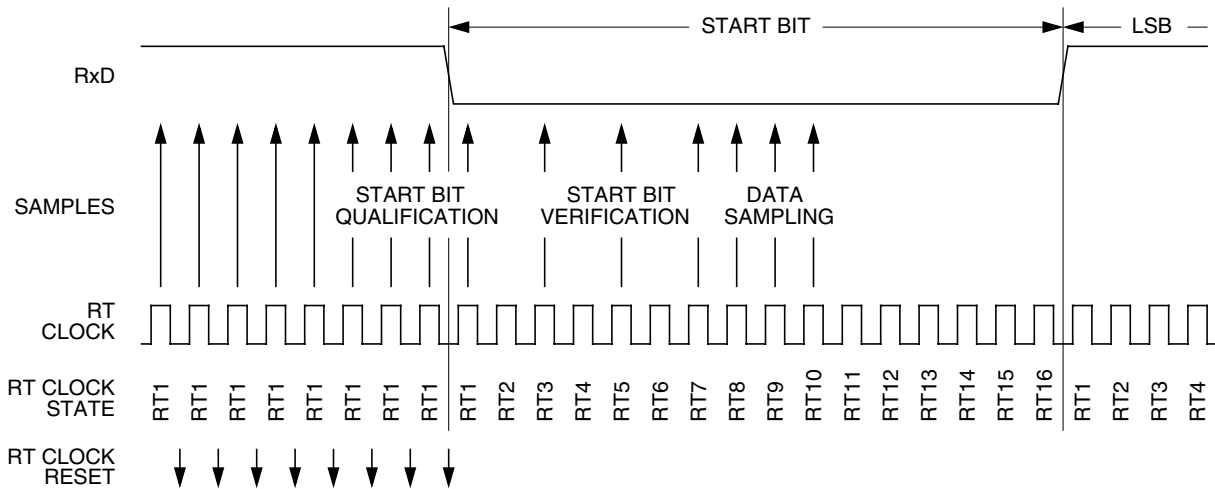 START BIT LSB
RxD
SAMPLES
START BIT
QUALIFICATION
START BIT
VERIFICATION
DATA
SAMPLING
RT
CLOCK
RT CLOCK
STATE
RT1 RT1 RT1 RT1 RT1 RT1 RT1 RT1 RT1 RT2 RT3 RT4 RT5 RT6 RT7 RT8 RT9 RT10 RT11 RT12 RT13 RT14 RT15 RT16 RT1 RT2 RT3 RT4
RT CLOCK
RESET